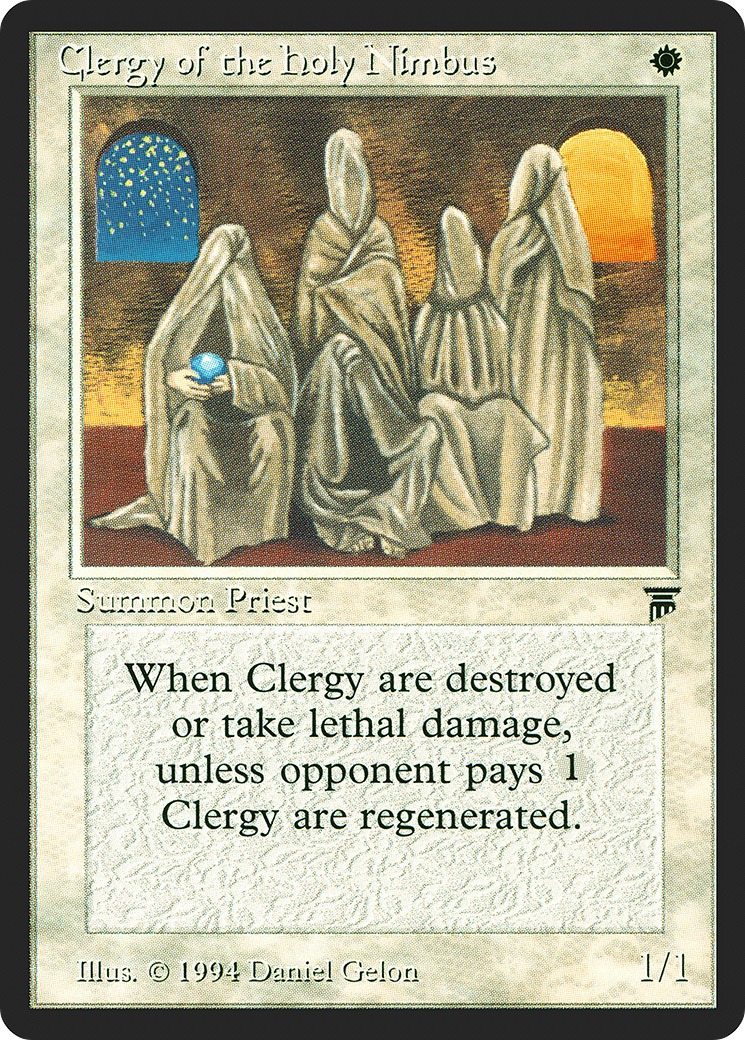 Clergy of the Holy Nimbus
Summon Priest
When Clergy are destroyed
or take lethal damage,
unless opponent pays 1
Clergy are regenerated.
Illus. © 1994 Daniel Gelon
1/1